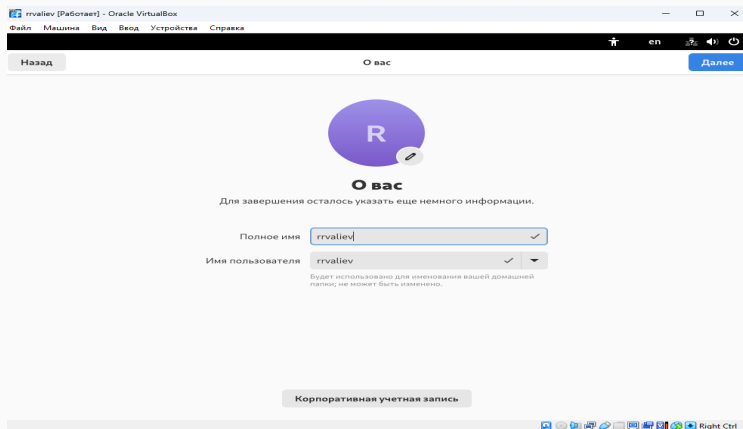 rrvaliev [Работает] - Oracle VirtualBox
Файл Машина Вид Ввод Устройства Справка
en
Назад О вас Далее
R
О вас
Для завершения осталось указать еще немного информации.
Полное имя rrvaliev
Имя пользователя rrvaliev
Будет использовано для именования вашей домашней
папки; не может быть изменено.
Корпоративная учетная запись
Right Ctrl